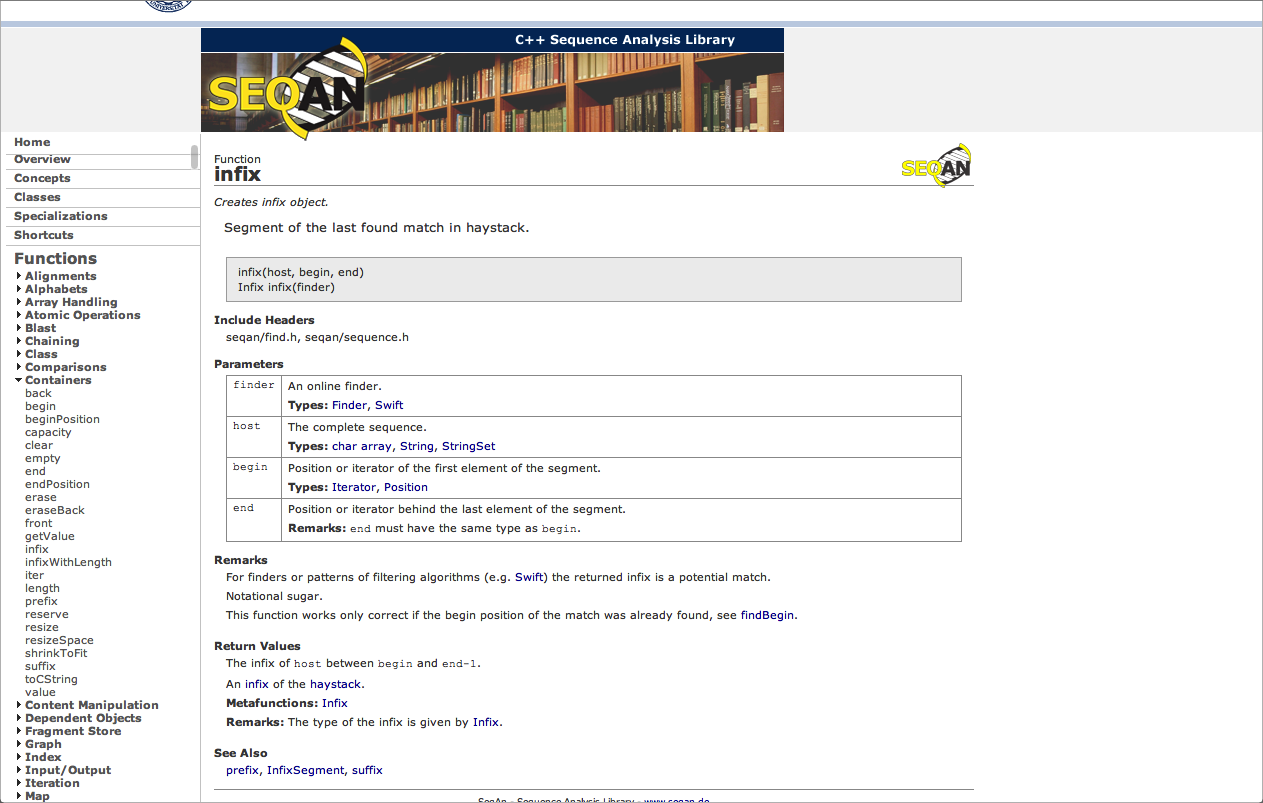 UNIVERSITÄT
C++ Sequence Analysis Library
SEQAN
Home
Overview
Concepts
Classes
Specializations
Shortcuts
Functions
Alignments
Alphabets
Array Handling
Atomic Operations
Blast
Chaining
Class
Comparisons
Containers
back
begin
beginPosition
capacity
clear
empty
end
endPosition
erase
eraseBack
front
getValue
infix
infixWithLength
iter
length
prefix
reserve
resize
resizeSpace
shrinkToFit
suffix
toCString
value
Content Manipulation
Dependent Objects
Fragment Store
Graph
Index
Input/Output
Iteration
Map
Function
infix
SEQAN
Creates infix object.
Segment of the last found match in haystack.
infix(host, begin, end)
Infix infix(finder)
Include Headers
seqan/find.h, seqan/sequence.h
Parameters
finder An online finder.
Types: Finder, Swift
host The complete sequence.
Types: char array, String, StringSet
begin Position or iterator of the first element of the segment.
Types: Iterator, Position
end Position or iterator behind the last element of the segment.
Remarks: end must have the same type as begin.
Remarks
For finders or patterns of filtering algorithms (e.g. Swift) the returned infix is a potential match.
Notational sugar.
This function works only correct if the begin position of the match was already found, see findBegin.
Return Values
The infix of host between begin and end-1.
An infix of the haystack.
Metafunctions: Infix
Remarks: The type of the infix is given by Infix.
See Also
prefix, InfixSegment, suffix
SeqAn - Sequence Analysis Library - www.seqan.de